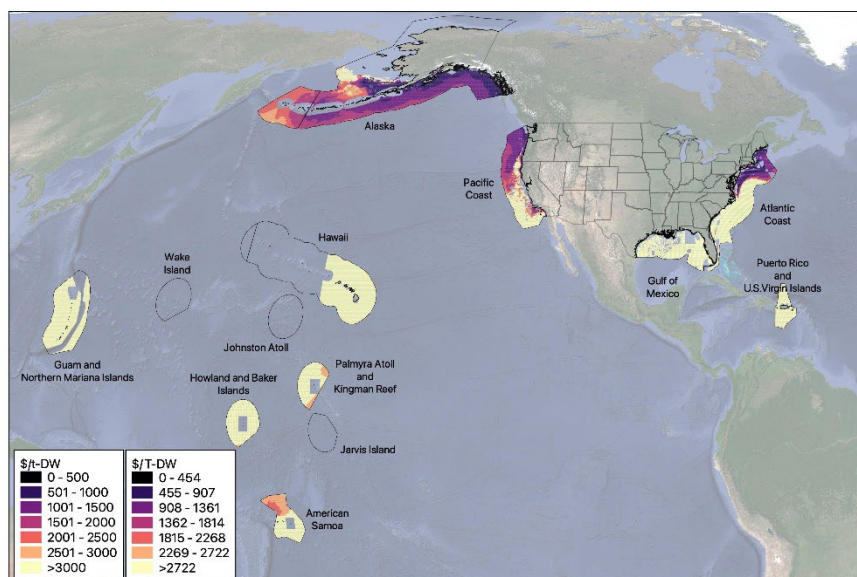 Alaska
Pacific
Coast
Atlantic
Coast
Hawaii
Wake
Island
Gulf of
Mexico
Puerto Rico
and
U.S.Virgin Islands
Johnston Atoll
Guam and
Northern Mariana Islands
Palmyra Atoll
and
Kingman Reef
Howland and Baker
Islands
Jarvis Island
American
Samoa
$/t-DW
0 - 500
501 - 1000
1001 - 1500
1501 - 2000
2001 - 2500
2501 - 3000
>3000
$/T-DW
0 - 454
455 - 907
908 - 1361
1362 - 1814
1815 - 2268
2269 - 2722
>2722